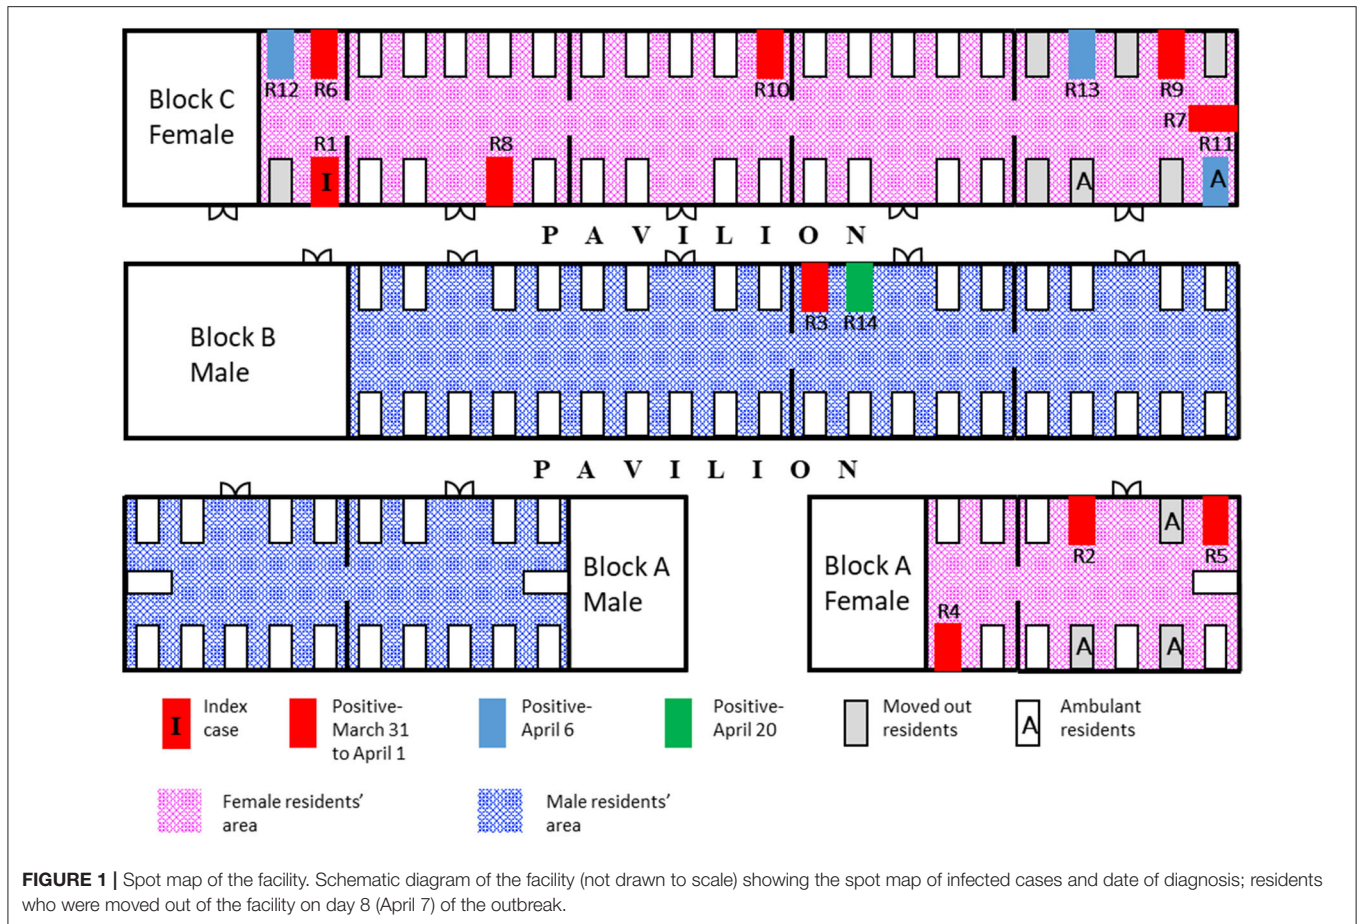 Block C
Female
R12
R6
R10
R13
R9
R7
R1
R8
R11
I
A
A
P A V I L I O N
Block B
Male
R3
R14
P A V I L I O N
Block A
Male
Block A
Female
R2
A
R5
R4
A
A
I
Index
case
Positive-
March 31
to April 1
Positive-
April 6
Positive-
April 20
Moved out
residents
A
Ambulant
residents
Female residents'
area
Male residents'
area
FIGURE 1 | Spot map of the facility. Schematic diagram of the facility (not drawn to scale) showing the spot map of infected cases and date of diagnosis; residents
who were moved out of the facility on day 8 (April 7) of the outbreak.